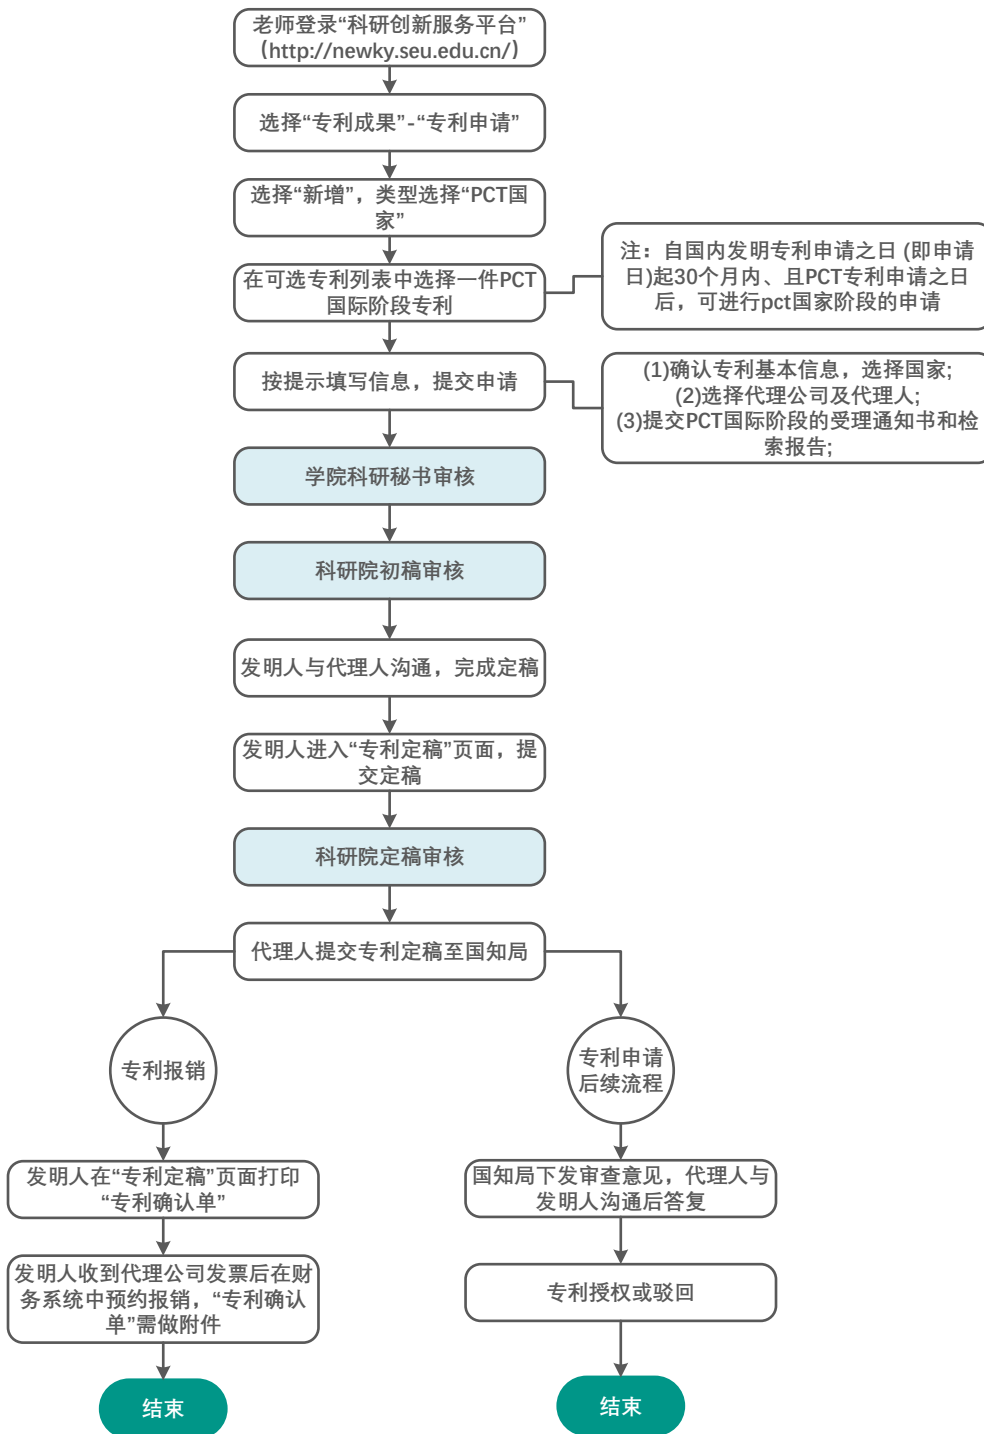 老师登录“科研创新服务平台”
(http://newky.seu.edu.cn/)
选择“专利成果”-“专利申请”
选择“新增”，类型选择“PCT国
家”
在可选专利列表中选择一件PCT
国际阶段专利
注：自国内发明专利申请之日 (即申请
日)起30个月内、且PCT专利申请之日
后，可进行pct国家阶段的申请
按提示填写信息，提交申请
(1)确认专利基本信息，选择国家;
(2)选择代理公司及代理人;
(3)提交PCT国际阶段的受理通知书和检
索报告;
学院科研秘书审核
科研院初稿审核
发明人与代理人沟通，完成定稿
发明人进入“专利定稿”页面，提
交定稿
科研院定稿审核
代理人提交专利定稿至国知局
专利报销
发明人在“专利定稿”页面打印
“专利确认单”
发明人收到代理公司发票后在财
务系统中预约报销，“专利确认
单”需做附件
结束
专利申请
后续流程
国知局下发审查意见，代理人与
发明人沟通后答复
专利授权或驳回
结束